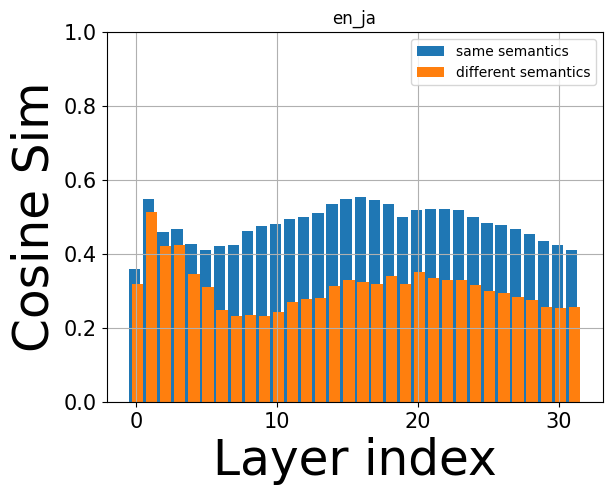 en_ja
same semantics
different semantics
Cosine Sim
1.0
0.8
0.6
0.4
0.2
0.0
0 10 20 30
Layer index